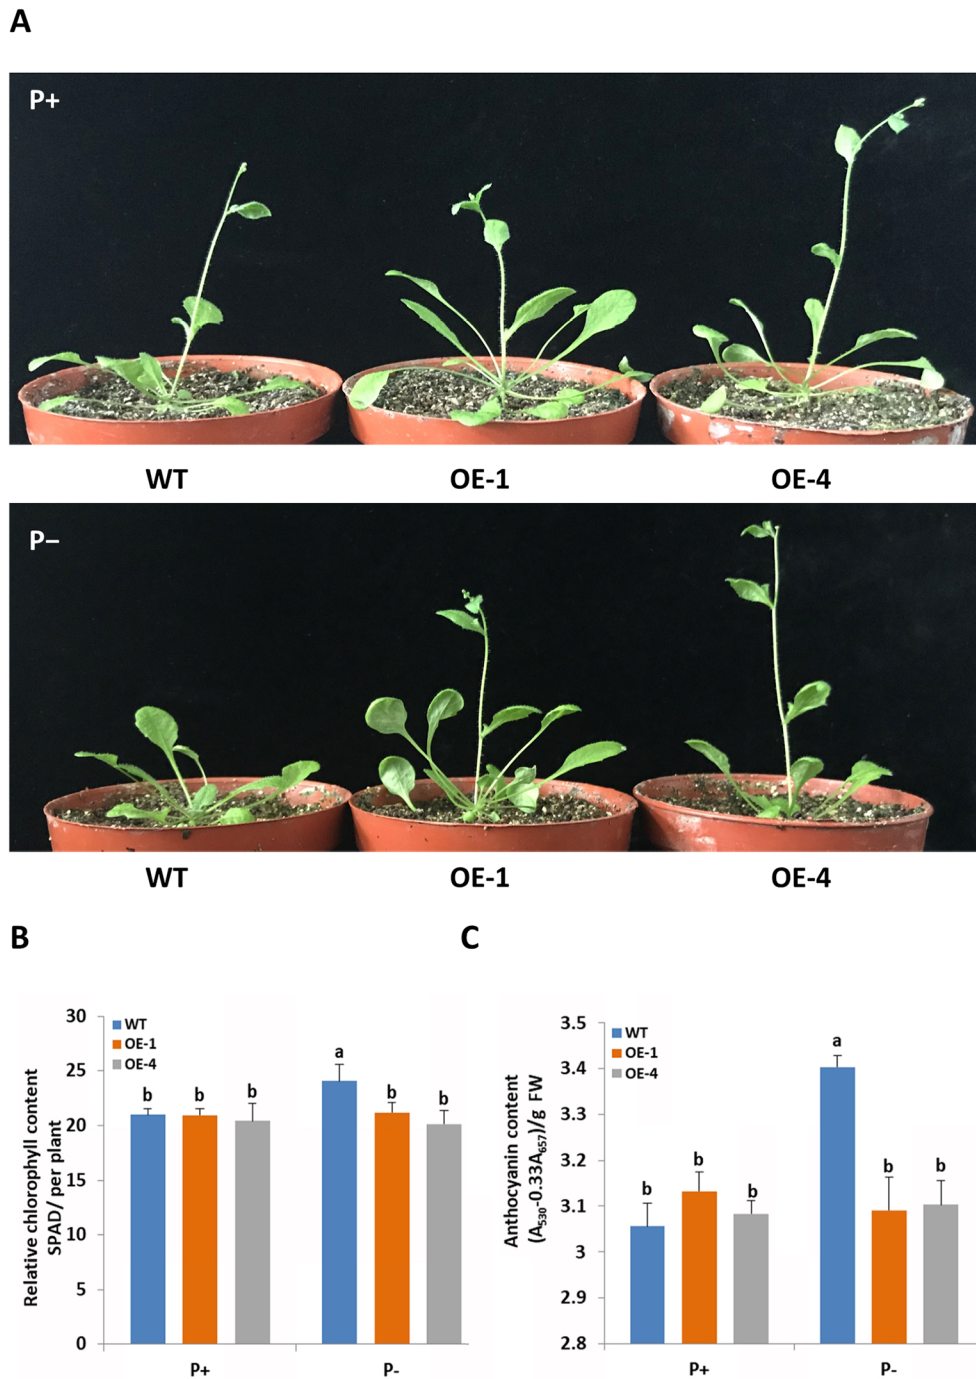 A
P+
WT OE-1 OE-4
P−
WT OE-1 OE-4
B C
Relative chlorophyll content
SPAD/ per plant
30
25
20
15
10
5
0
WT
OE-1
OE-4
b b b a b b
P+ P-
Anthocyanin content
(A530-0.33A657)/g FW
3.5
3.4
3.3
3.2
3.1
3
2.9
2.8
WT
OE-1
OE-4
b b b a b b
P+ P-